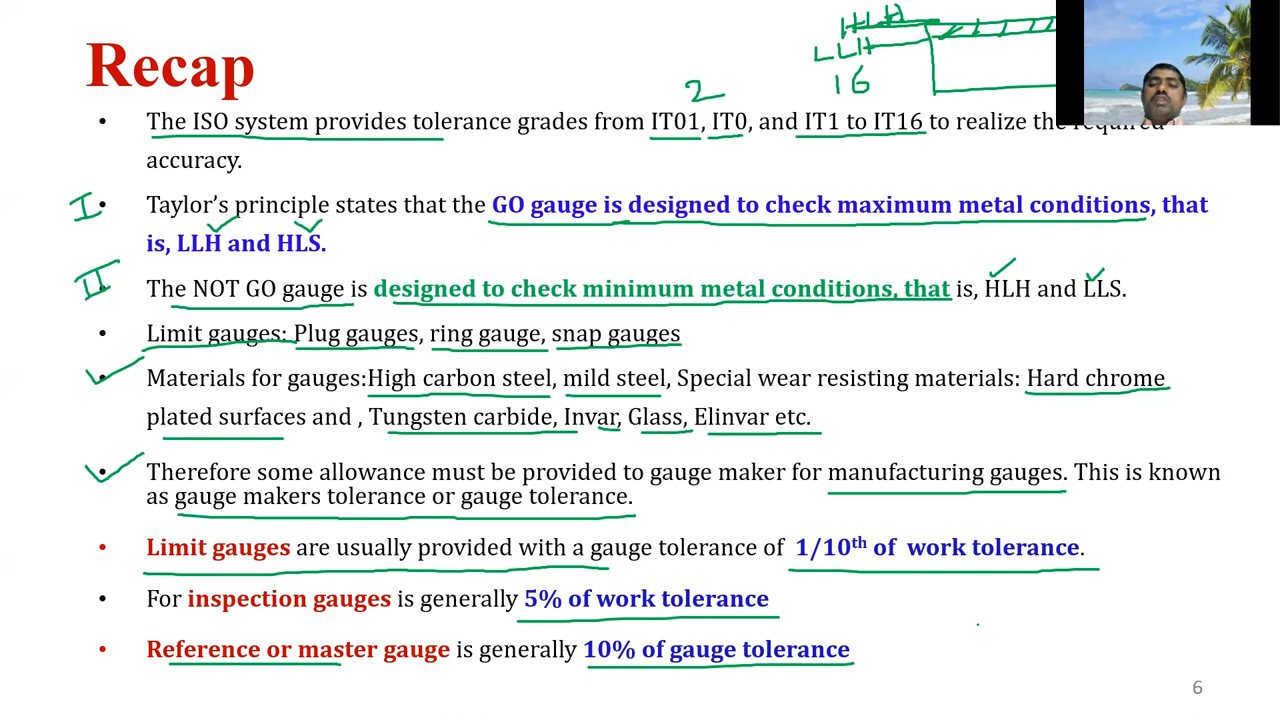 HLH
LLH
Recap
2
16
• The ISO system provides tolerance grades from IT01, IT0, and IT1 to IT16 to realize the required
accuracy.
I
• Taylor's principle states that the GO gauge is designed to check maximum metal conditions, that
is, LLH and HLS.
II
• The NOT GO gauge is designed to check minimum metal conditions, that is, HLH and LLS.
• Limit gauges: Plug gauges, ring gauge, snap gauges
• Materials for gauges:High carbon steel, mild steel, Special wear resisting materials: Hard chrome
plated surfaces and , Tungsten carbide, Invar, Glass, Elinvar etc.
• Therefore some allowance must be provided to gauge maker for manufacturing gauges. This is known
as gauge makers tolerance or gauge tolerance.
• Limit gauges are usually provided with a gauge tolerance of 1/10th of work tolerance.
• For inspection gauges is generally 5% of work tolerance
• Reference or master gauge is generally 10% of gauge tolerance
6